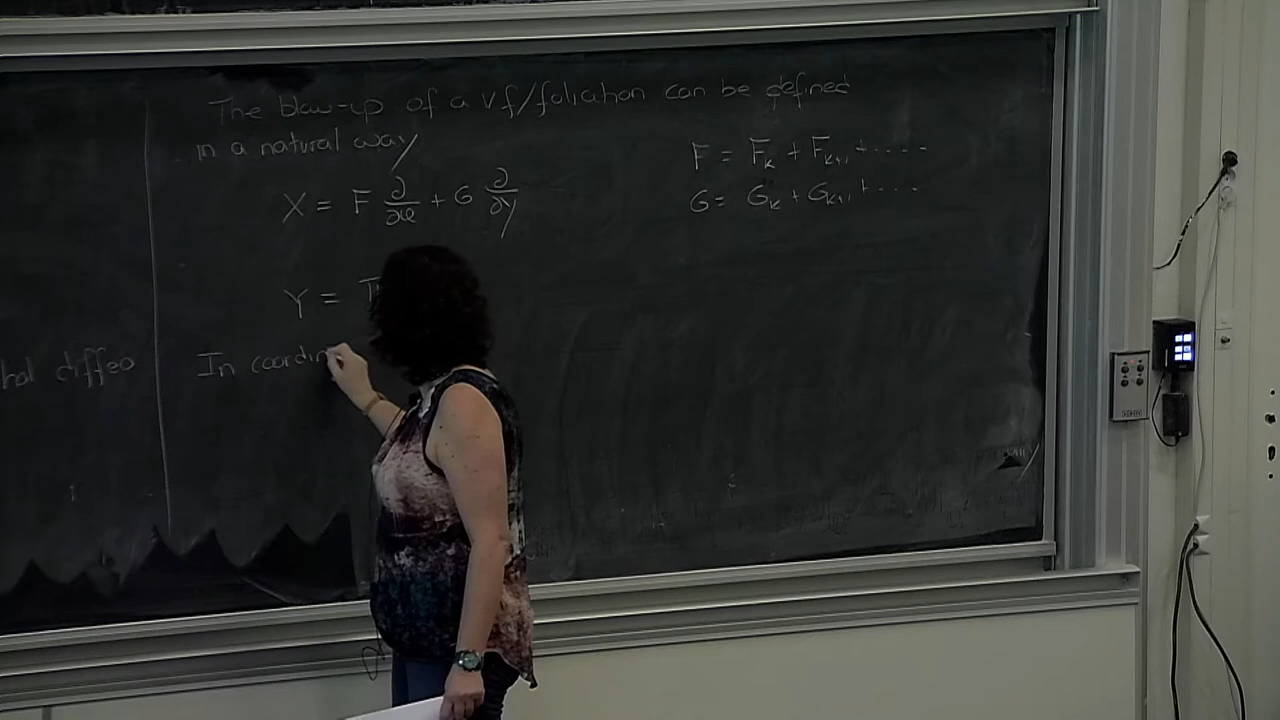 The blow-up of a vf/foliation can be defined
in a natural way
F = F_k + F_{k+1} + ....
X = F ∂/∂x + G ∂/∂y
G = G_k + G_{k+1} + ...
Y =
diffeo
In coordin